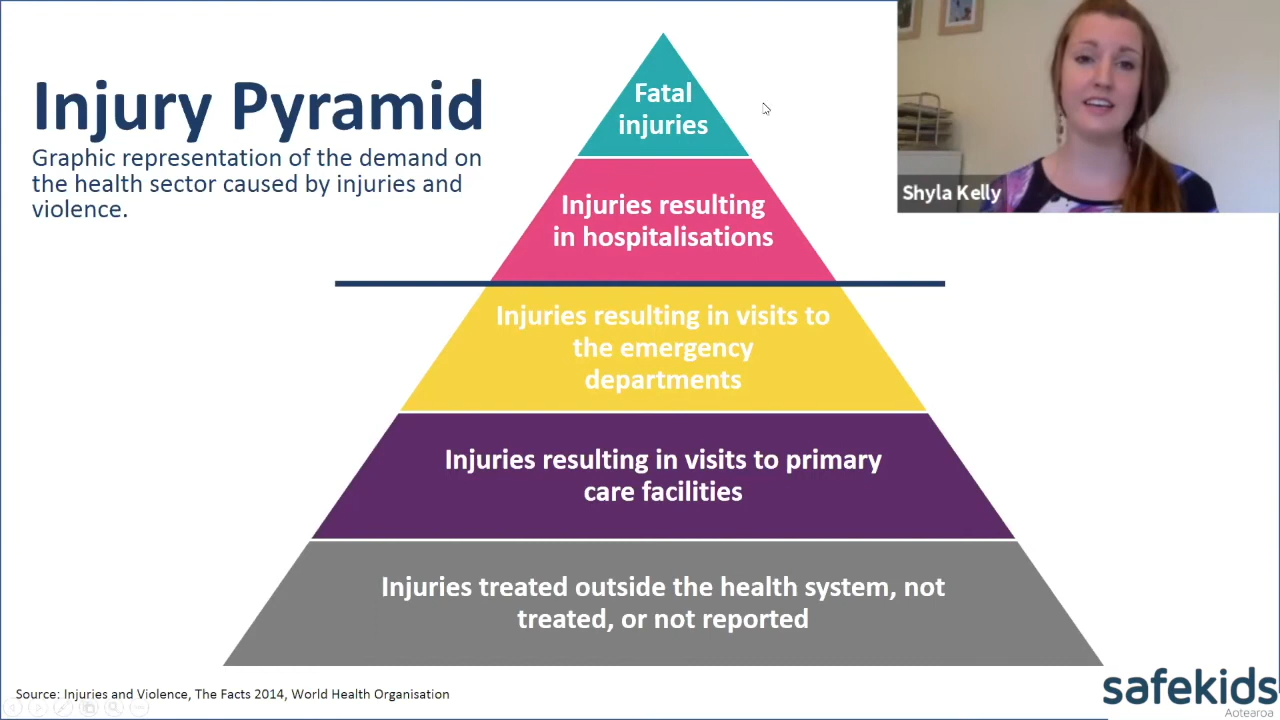 Injury Pyramid
Graphic representation of the demand on
the health sector caused by injuries and
violence.
Fatal
injuries
Injuries resulting
in hospitalisations
Injuries resulting in visits to
the emergency
departments
Injuries resulting in visits to primary
care facilities
Injuries treated outside the health system, not
treated, or not reported
Shyla Kelly
Source: Injuries and Violence, The Facts 2014, World Health Organisation
safekids
Aotearoa